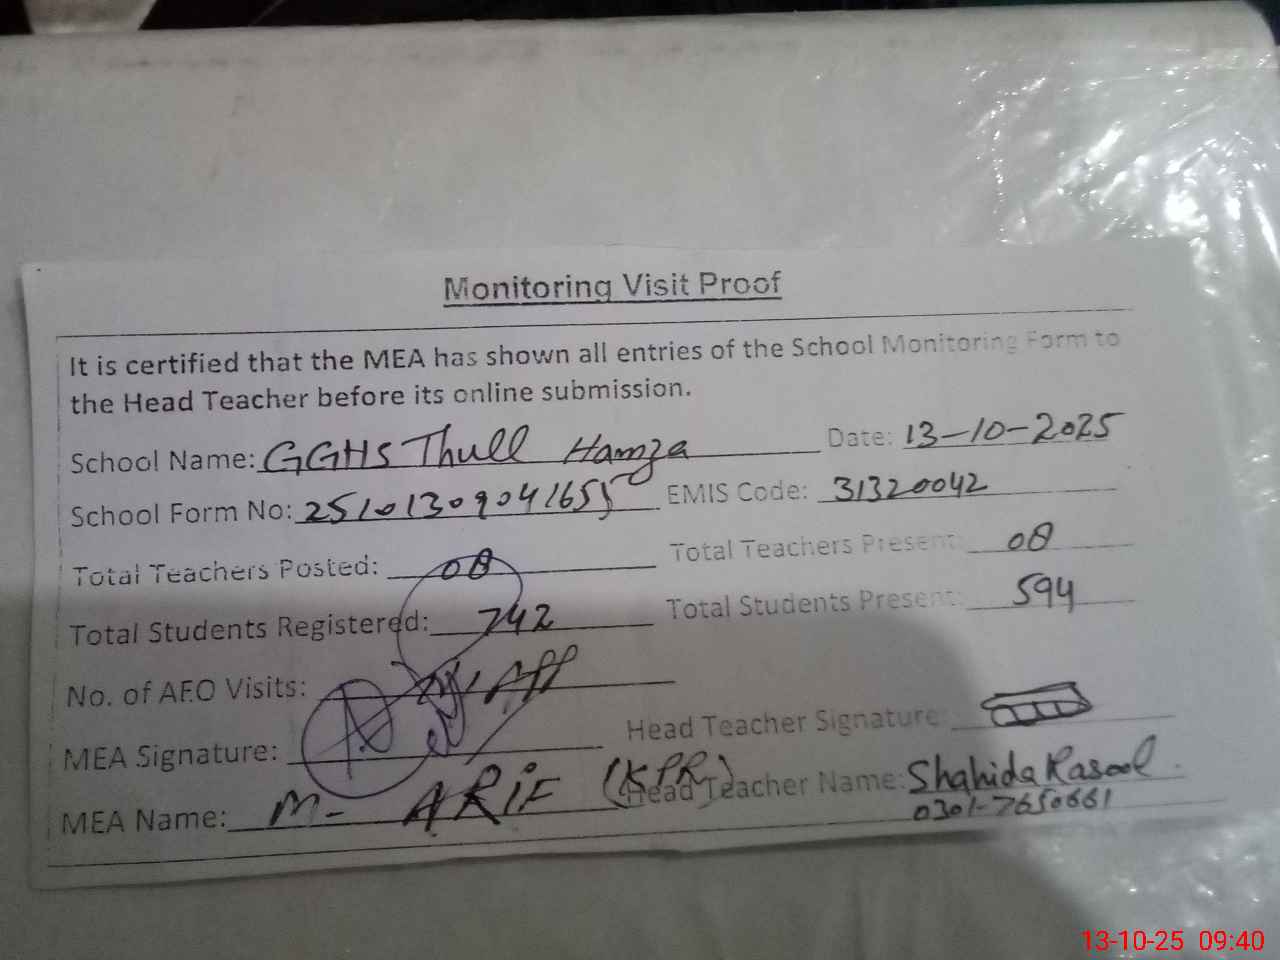 Monitoring Visit Proof
It is certified that the MEA has shown all entries of the School Monitoring Form to
the Head Teacher before its online submission.
School Name: GGHS Thull Hamza Date: 13-10-2025
School Form No: 25101309041655 EMIS Code: 31320042
Total Teachers Posted: 08 Total Teachers Present: 08
Total Students Registered: 742 Total Students Present: 594
No. of AEO Visits:
MEA Signature: Head Teacher Signature:
MEA Name: M- ARiF (KPR) Head Teacher Name: Shahida Rasool.
0301-7650661
13-10-25 09:40